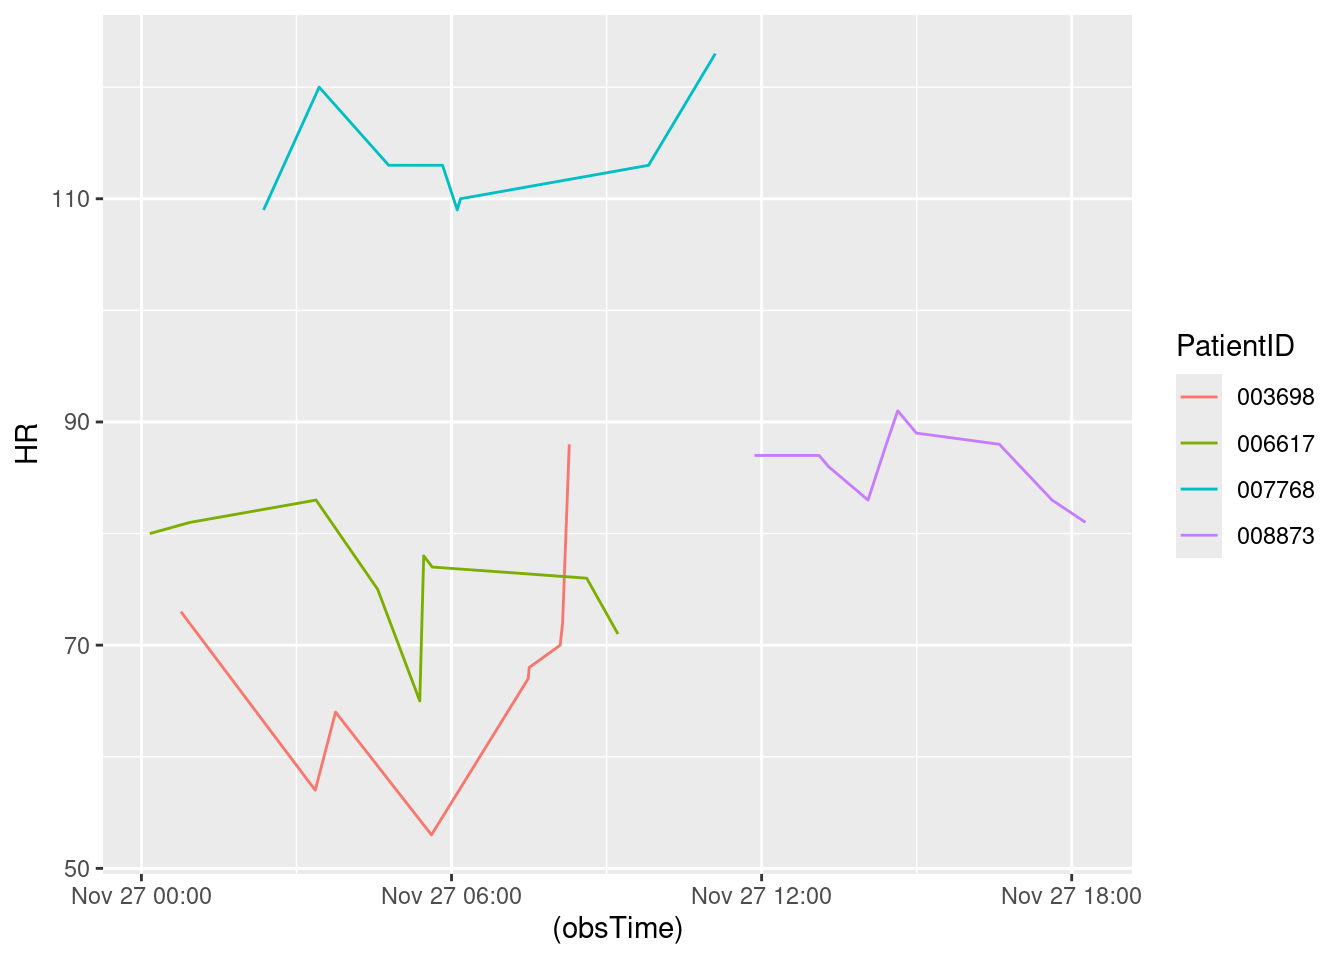 HR
110
90
70
50
Nov 27 00:00
Nov 27 06:00
Nov 27 12:00
Nov 27 18:00
(obsTime)
PatientID
003698
006617
007768
008873